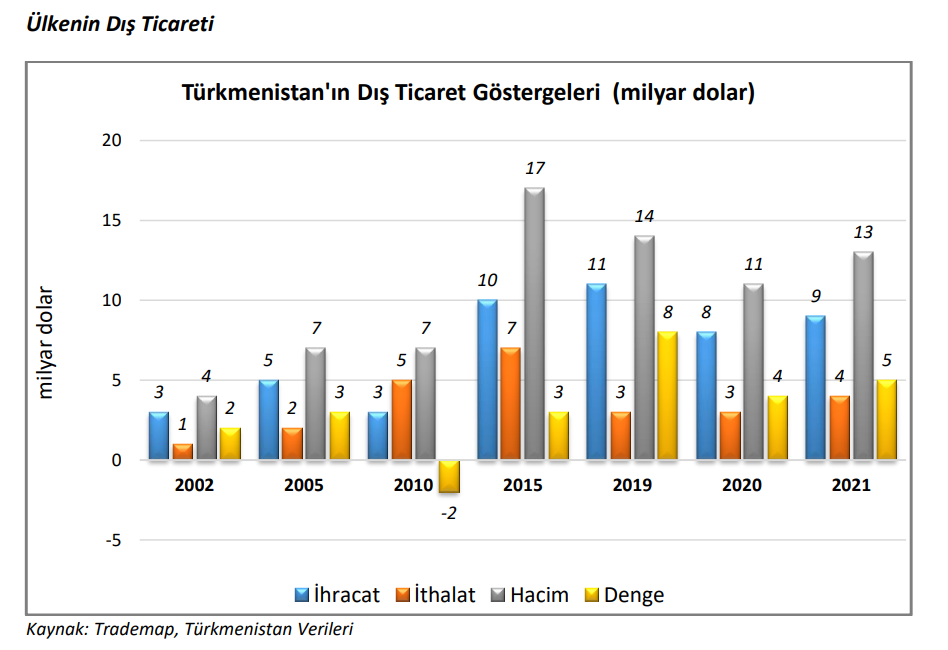 Ülkenin Dış Ticareti
Türkmenistan'ın Dış Ticaret Göstergeleri (milyar dolar)
milyar dolar
20
15
10
5
0
-5
3 1 4 2
5 2 7 3
3 5 7 -2
10 7 17 3
11 3 14 8
8 3 11 4
9 4 13 5
2002 2005 2010 2015 2019 2020 2021
İhracat İthalat Hacim Denge
Kaynak: Trademap, Türkmenistan Verileri